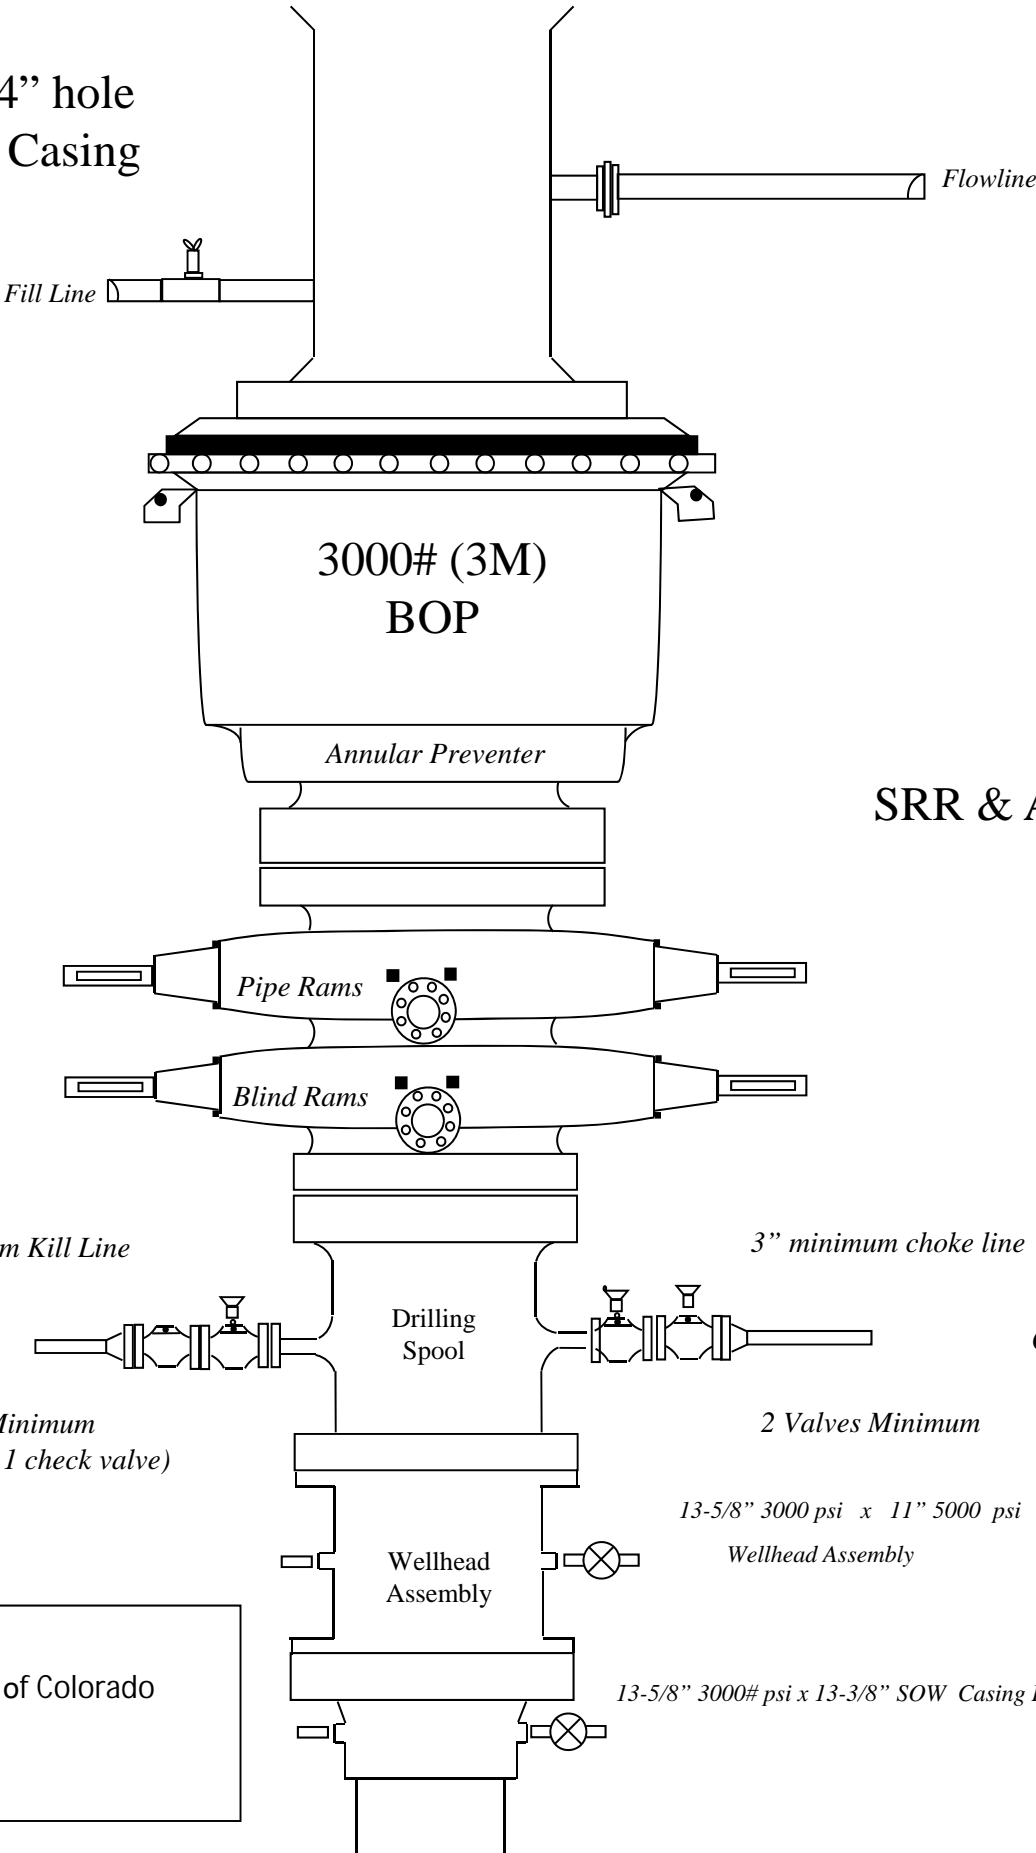 4” hole
Casing
Flowline
Fill Line
3000# (3M)
BOP
Annular Preventer
SRR & A
Pipe Rams
Blind Rams
m Kill Line
3” minimum choke line
Drilling
Spool
Minimum
1 check valve)
2 Valves Minimum
13-5/8” 3000 psi x 11” 5000 psi
Wellhead Assembly
Wellhead
Assembly
of Colorado
13-5/8” 3000# psi x 13-3/8” SOW Casing